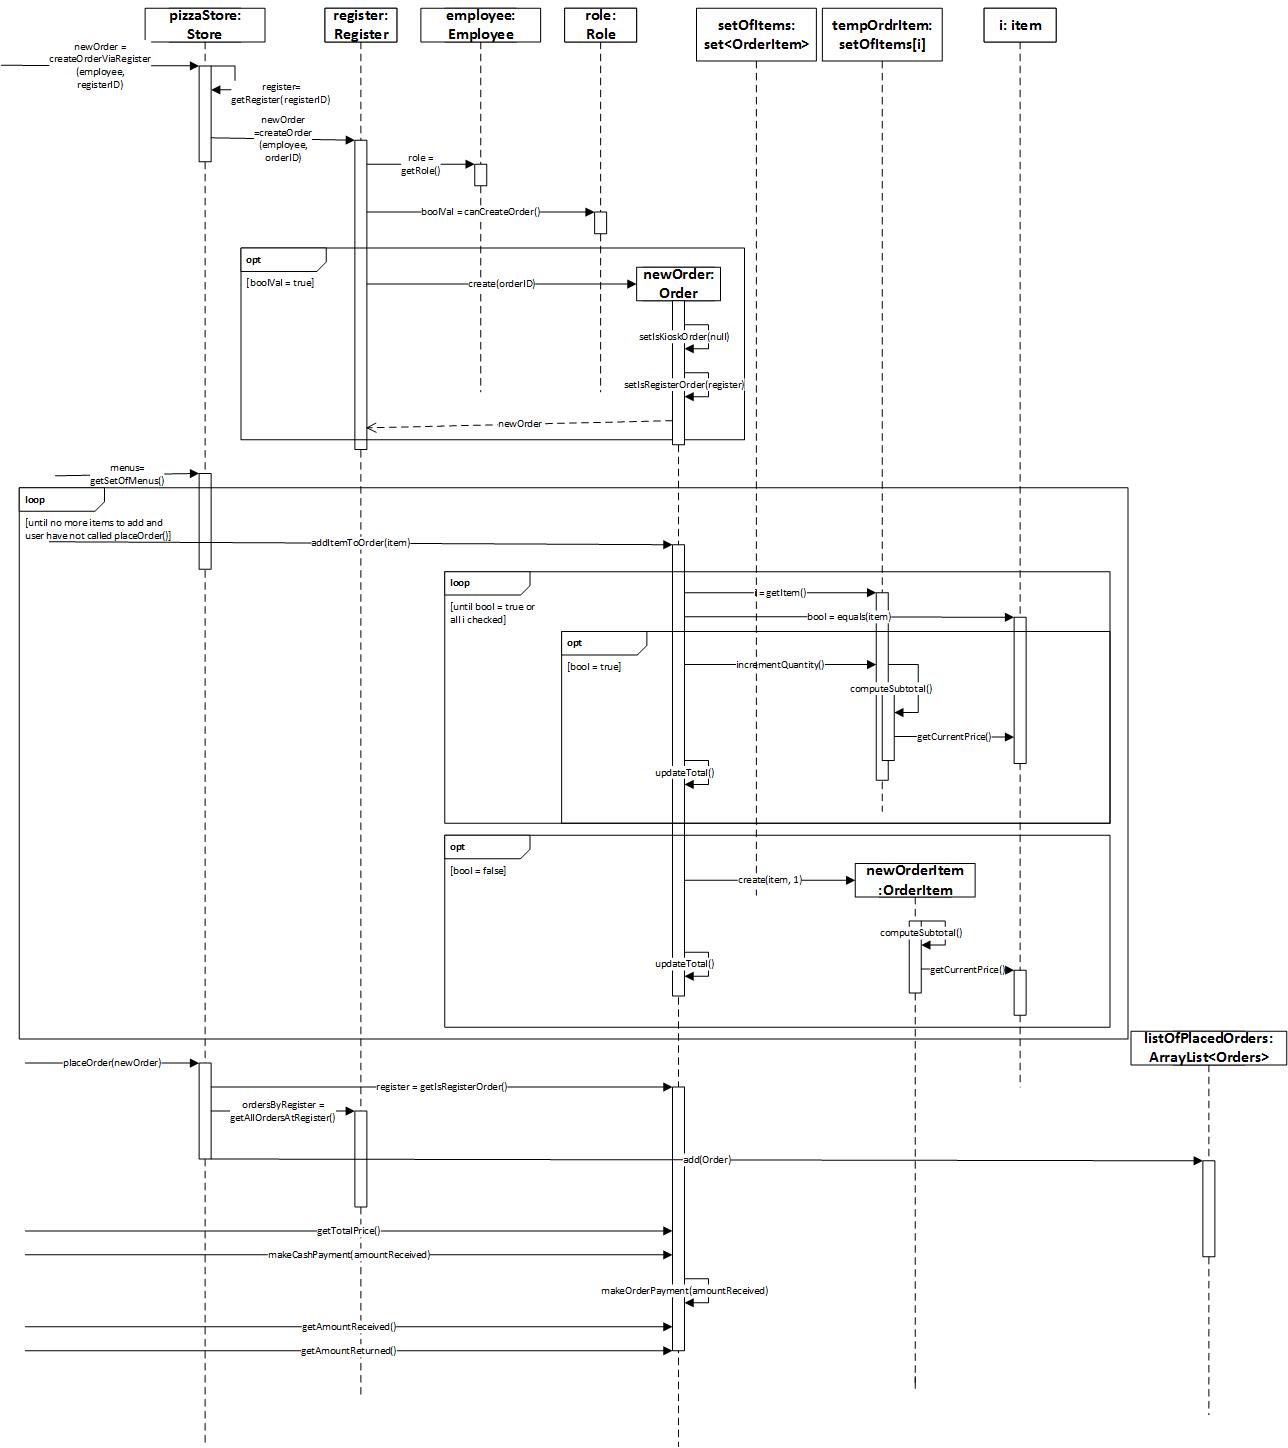 pizzaStore:
Store
register:
Register
employee:
Employee
role:
Role
setOfItems:
set<OrderItem>
tempOrdrItem:
setOfItems[i]
i: item
newOrder =
createOrderViaRegister
(employee,
registerID)
register=
getRegister(registerID)
newOrder
=createOrder
(employee,
orderID)
role =
getRole()
boolVal = canCreateOrder()
opt
[boolVal = true]
create(orderID)
newOrder:
Order
setIsKioskOrder(null)
setIsRegisterOrder(register)
newOrder
menus=
getSetOfMenus()
loop
[until no more items to add and
user have not called placeOrder()]
addItemToOrder(item)
loop
[until bool = true or
all i checked]
i = getItem()
bool = equals(item)
opt
[bool = true]
incrementQuantity()
computeSubtotal()
getCurrentPrice()
updateTotal()
opt
[bool = false]
create(item, 1)
newOrderItem
:OrderItem
computeSubtotal()
updateTotal()
getCurrentPrice()
listOfPlacedOrders:
ArrayList<Orders>
placeOrder(newOrder)
register = getIsRegisterOrder()
ordersByRegister =
getAllOrdersAtRegister()
add(Order)
getTotalPrice()
makeCashPayment(amountReceived)
makeOrderPayment(amountReceived)
getAmountReceived()
getAmountReturned()